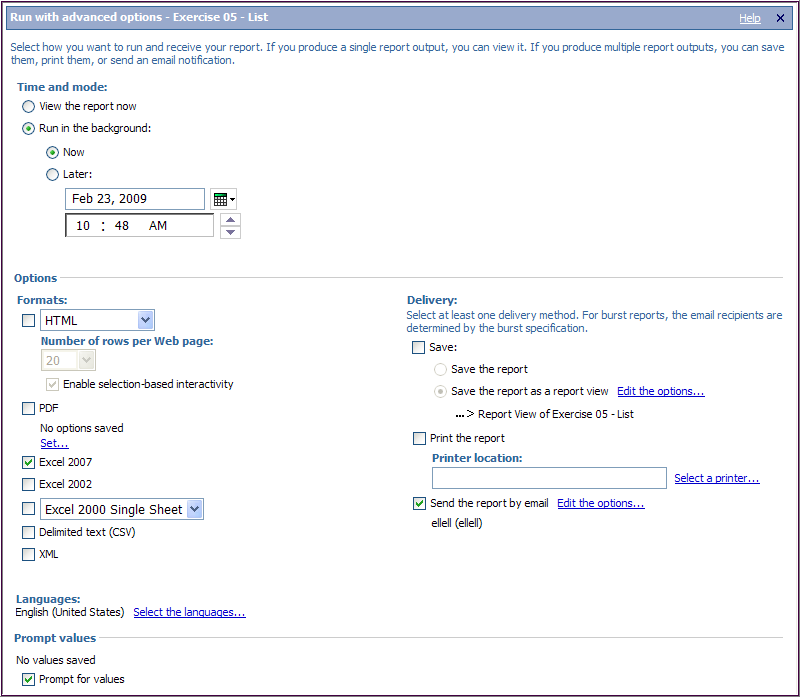 Run with advanced options - Exercise 05 - List
Help
Select how you want to run and receive your report. If you produce a single report output, you can view it. If you produce multiple report outputs, you can save
them, print them, or send an email notification.
Time and mode:
View the report now
Run in the background:
Now
Later:
Feb 23, 2009
10 : 48 AM
Options
Formats:
HTML
Number of rows per Web page:
20
Enable selection-based interactivity
PDF
No options saved
Set...
Excel 2007
Excel 2002
Excel 2000 Single Sheet
Delimited text (CSV)
XML
Delivery:
Select at least one delivery method. For burst reports, the email recipients are
determined by the burst specification.
Save:
Save the report
Save the report as a report view Edit the options...
... > Report View of Exercise 05 - List
Print the report
Printer location:
Select a printer...
Send the report by email Edit the options...
ellell (ellell)
Languages:
English (United States) Select the languages...
Prompt values
No values saved
Prompt for values